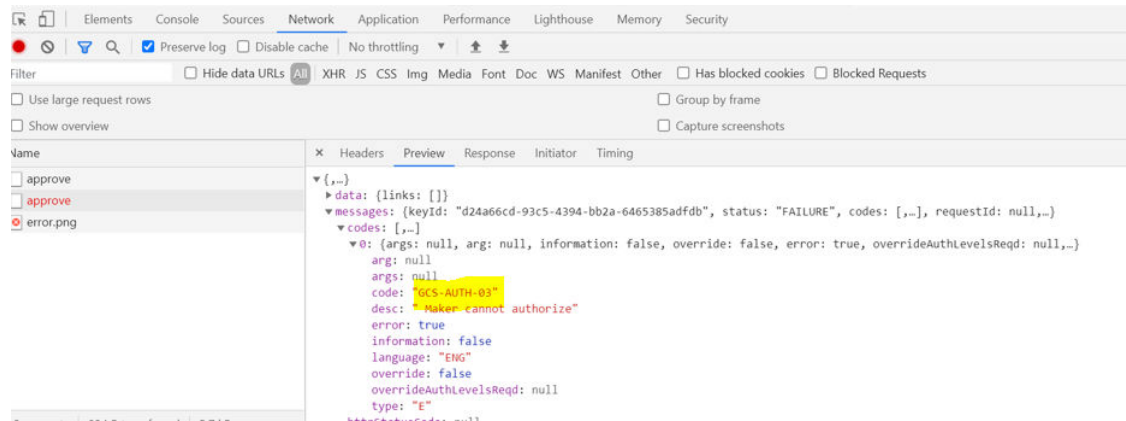 Elements Console Sources Network Application Performance Lighthouse Memory Security
Preserve log Disable cache No throttling
Filter Hide data URLs All XHR JS CSS Img Media Font Doc WS Manifest Other Has blocked cookies Blocked Requests
Use large request rows Group by frame
Show overview Capture screenshots
Name × Headers Preview Response Initiator Timing
approve
approve
error.png
▼{,…}
▶data: {links: []}
▼messages: {keyId: "d24a66cd-93c5-4394-bb2a-6465385adfdb", status: "FAILURE", codes: [,…], requestId: null,…}
▼codes: [,…]
▼0: {args: null, arg: null, information: false, override: false, error: true, overrideAuthLevelsReqd: null,…}
arg: null
args: null
code: "GCS-AUTH-03"
desc: " Maker cannot authorize"
error: true
information: false
language: "ENG"
override: false
overrideAuthLevelsReqd: null
type: "E"